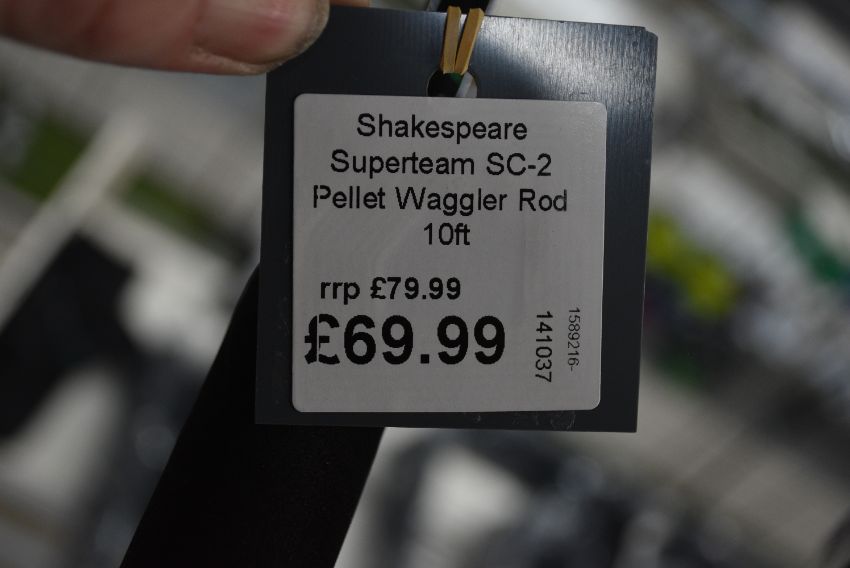 Shakespeare
Superteam SC-2
Pellet Waggler Rod
10ft
rrp £79.99
£69.99
141037
1589216-